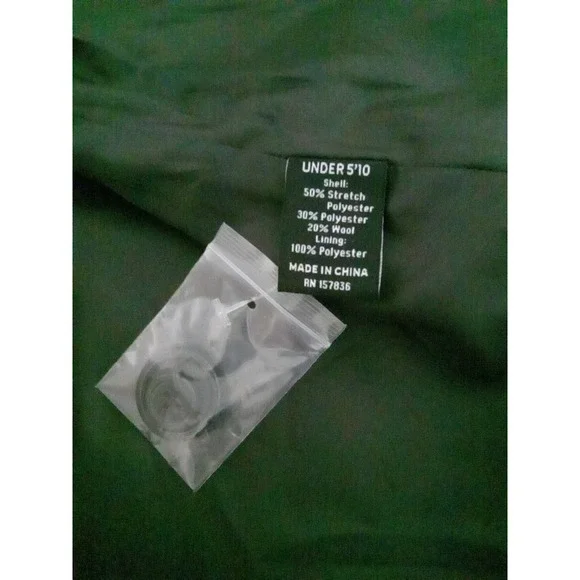 UNDER 5'10
Shell:
50% Stretch
Polyester
30% Polyester
20% Wool
Lining:
100% Polyester
MADE IN CHINA
RN 157836